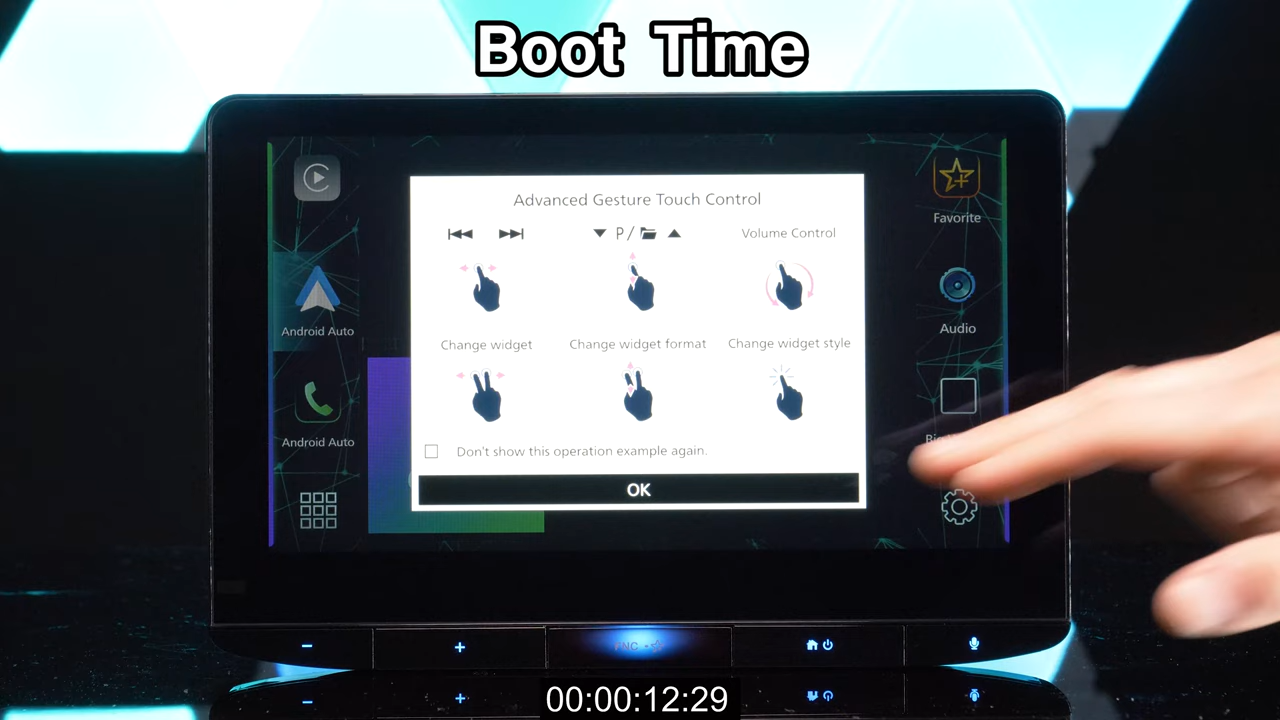 Boot Time
Advanced Gesture Touch Control
P/
Volume Control
Change widget
Change widget format
Change widget style
Don't show this operation example again.
OK
Android Auto
Android Auto
Favorite
Audio
- +
00:00:12:29